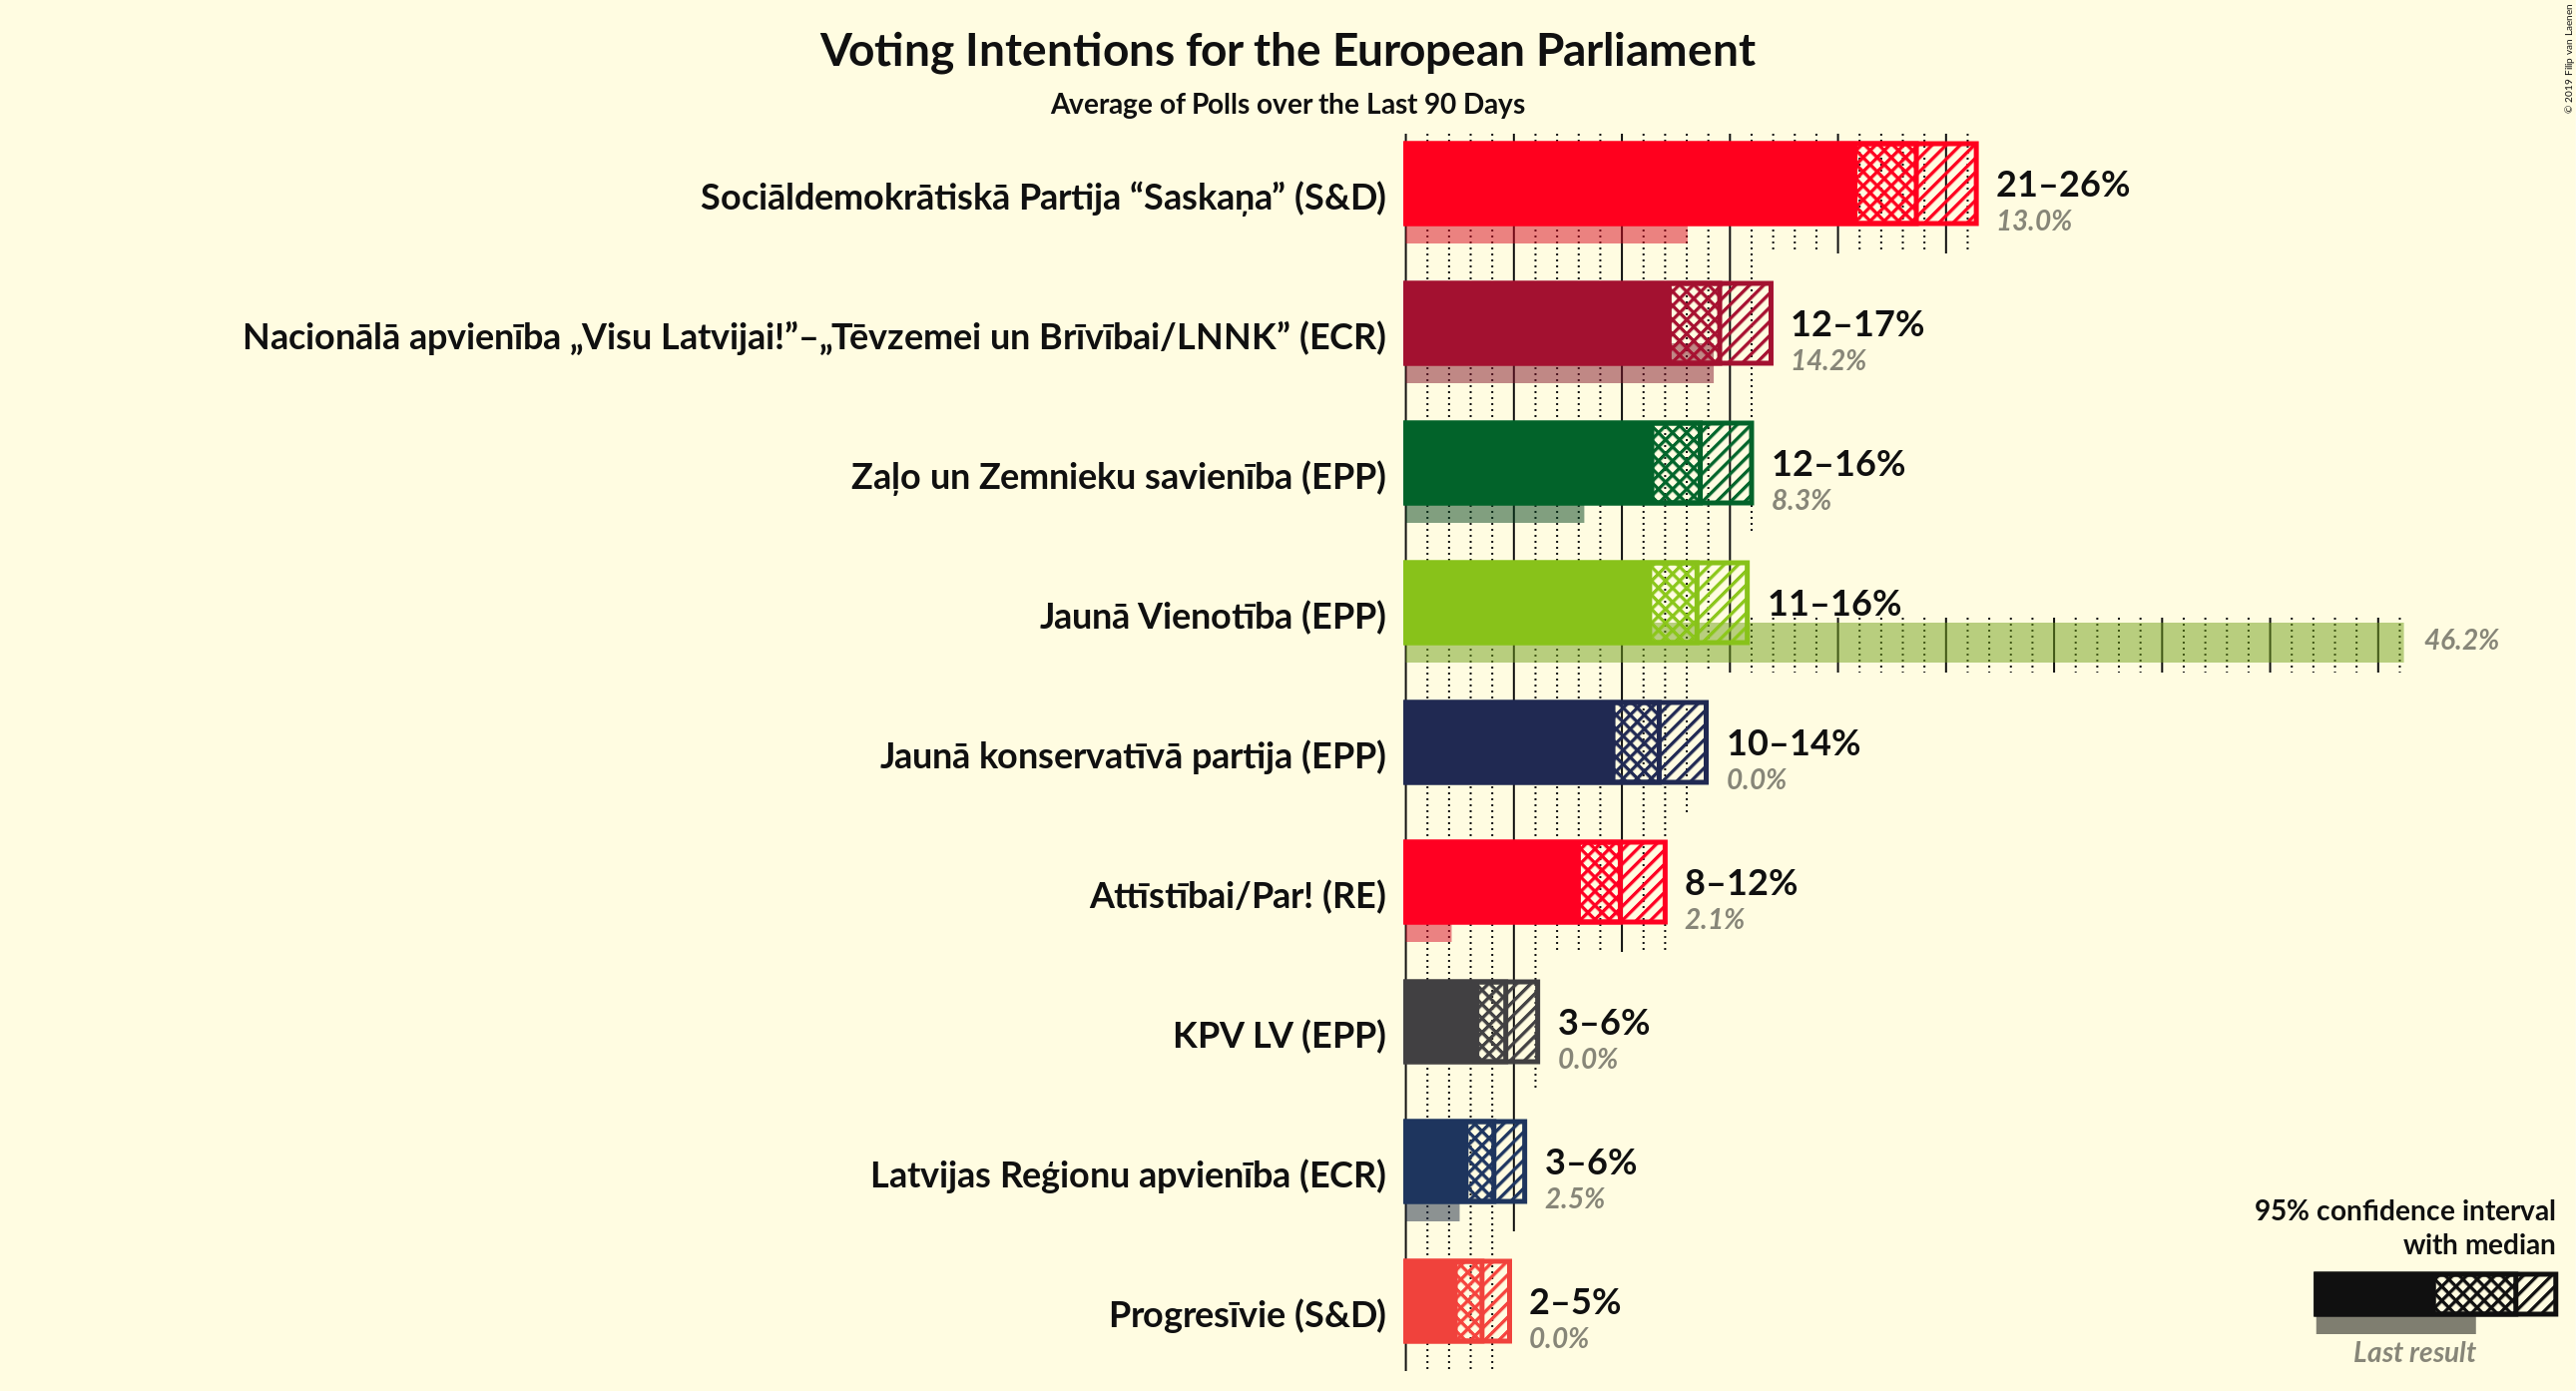 Voting Intentions for the European Parliament
Average of Polls over the Last 90 Days
© 2019 Filip van Laenen
Sociāldemokrātiskā Partija “Saskaņa” (S&D)
21–26%
13.0%
Nacionālā apvienība „Visu Latvijai!”–„Tēvzemei un Brīvībai/LNNK” (ECR)
12–17%
14.2%
Zaļo un Zemnieku savienība (EPP)
12–16%
8.3%
Jaunā Vienotība (EPP)
11–16%
46.2%
Jaunā konservatīvā partija (EPP)
10–14%
0.0%
Attīstībai/Par! (RE)
8–12%
2.1%
KPV LV (EPP)
3–6%
0.0%
Latvijas Reģionu apvienība (ECR)
3–6%
2.5%
Progresīvie (S&D)
2–5%
0.0%
95% confidence interval
with median
Last result